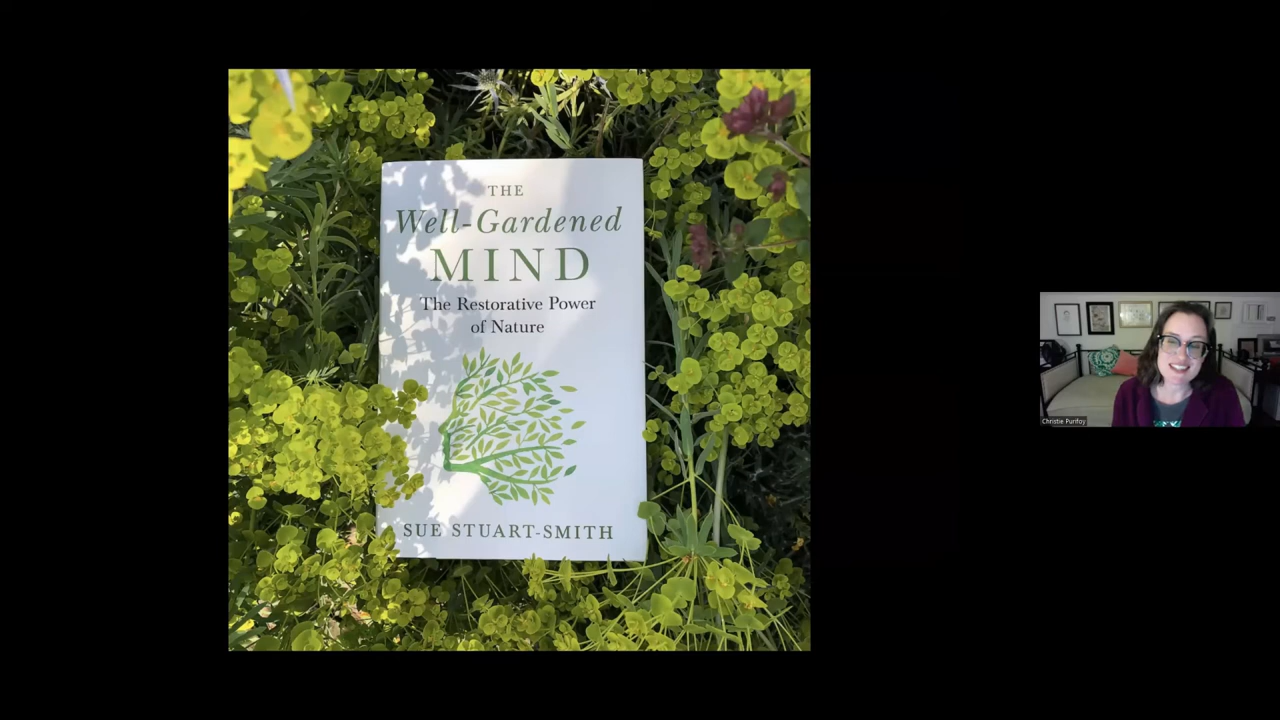 THE
Well-Gardened
MIND
The Restorative Power
of Nature
SUE STUART-SMITH
Christie Purifoy